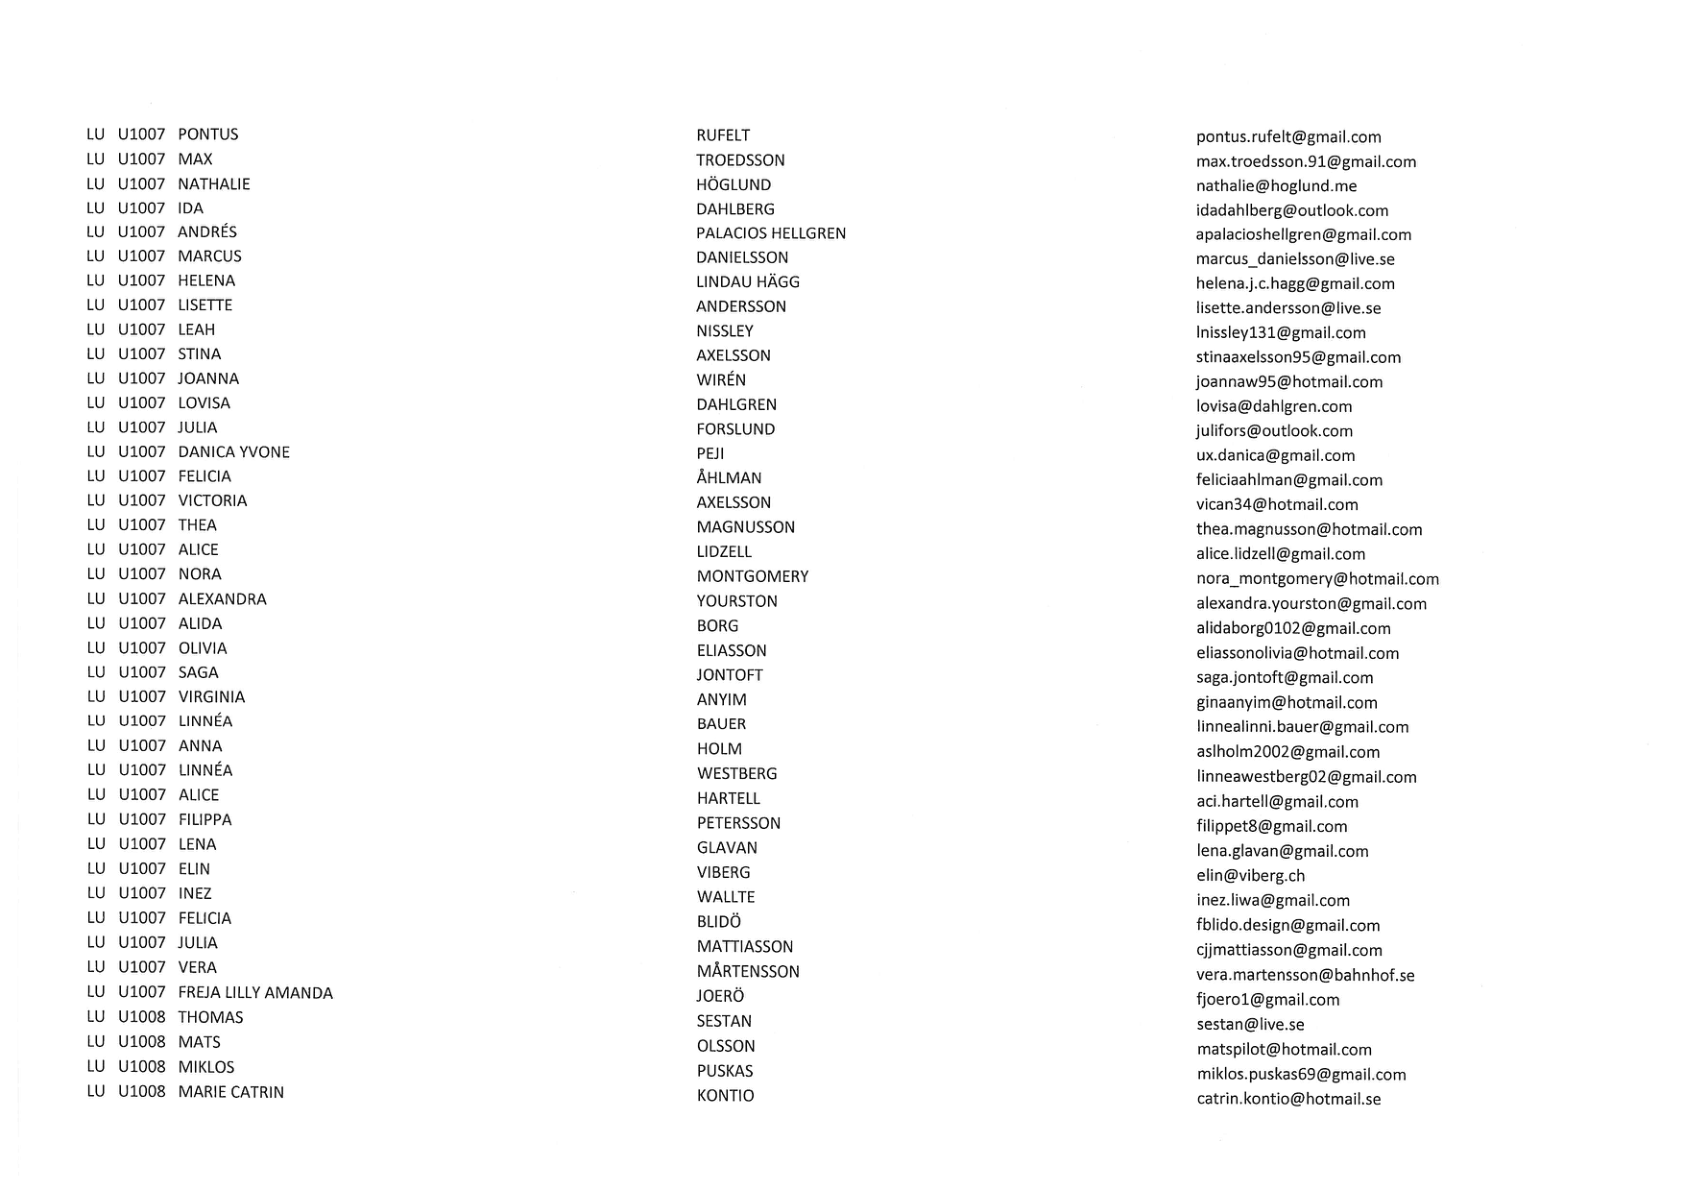 LU U1007 PONTUS RUFELT pontus.rufelt@gmail.com
LU U1007 MAX TROEDSSON max.troedsson.91@gmail.com
LU U1007 NATHALIE HÖGLUND nathalie@hoglund.me
LU U1007 IDA DAHLBERG idadahlberg@outlook.com
LU U1007 ANDRÉS PALACIOS HELLGREN apalacioshellgren@gmail.com
LU U1007 MARCUS DANIELSSON marcus_danielsson@live.se
LU U1007 HELENA LINDAU HÄGG helena.j.c.hagg@gmail.com
LU U1007 LISETTE ANDERSSON lisette.andersson@live.se
LU U1007 LEAH NISSLEY lnissley131@gmail.com
LU U1007 STINA AXELSSON stinaaxelsson95@gmail.com
LU U1007 JOANNA WIRÉN joannaw95@hotmail.com
LU U1007 LOVISA DAHLGREN lovisa@dahlgren.com
LU U1007 JULIA FORSLUND julifors@outlook.com
LU U1007 DANICA YVONE PEJI ux.danica@gmail.com
LU U1007 FELICIA ÅHLMAN feliciaahlman@gmail.com
LU U1007 VICTORIA AXELSSON vican34@hotmail.com
LU U1007 THEA MAGNUSSON thea.magnusson@hotmail.com
LU U1007 ALICE LIDZELL alice.lidzell@gmail.com
LU U1007 NORA MONTGOMERY nora_montgomery@hotmail.com
LU U1007 ALEXANDRA YOURSTON alexandra.yourston@gmail.com
LU U1007 ALIDA BORG alidaborg0102@gmail.com
LU U1007 OLIVIA ELIASSON eliassonolivia@hotmail.com
LU U1007 SAGA JONTOFT saga.jontoft@gmail.com
LU U1007 VIRGINIA ANYIM ginaanyim@hotmail.com
LU U1007 LINNÉA BAUER linnealinni.bauer@gmail.com
LU U1007 ANNA HOLM aslholm2002@gmail.com
LU U1007 LINNÉA WESTBERG linneawestberg02@gmail.com
LU U1007 ALICE HARTELL aci.hartell@gmail.com
LU U1007 FILIPPA PETERSSON filippet8@gmail.com
LU U1007 LENA GLAVAN lena.glavan@gmail.com
LU U1007 ELIN VIBERG elin@viberg.ch
LU U1007 INEZ WALLTE inez.liwa@gmail.com
LU U1007 FELICIA BLIDÖ fblido.design@gmail.com
LU U1007 JULIA MATTIASSON cjjmattiasson@gmail.com
LU U1007 VERA MÅRTENSSON vera.martensson@bahnhof.se
LU U1007 FREJA LILLY AMANDA JOERÖ fjoero1@gmail.com
LU U1008 THOMAS SESTAN sestan@live.se
LU U1008 MATS OLSSON matspilot@hotmail.com
LU U1008 MIKLOS PUSKAS miklos.puskas69@gmail.com
LU U1008 MARIE CATRIN KONTIO catrin.kontio@hotmail.se